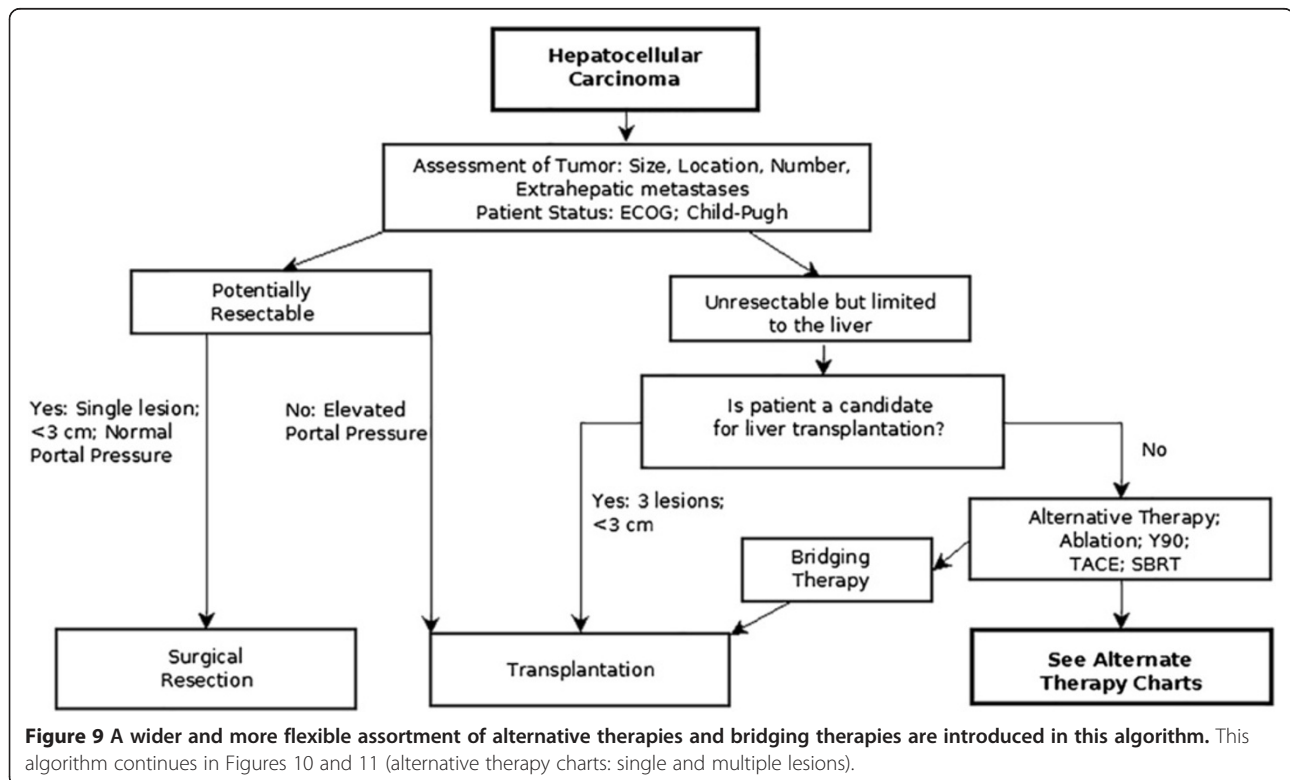 Hepatocellular
Carcinoma
Assessment of Tumor: Size, Location, Number,
Extrahepatic metastases
Patient Status: ECOG; Child-Pugh
Potentially
Resectable
Unresectable but limited
to the liver
Yes: Single lesion;
<3 cm; Normal
Portal Pressure
No: Elevated
Portal Pressure
Is patient a candidate
for liver transplantation?
No
Yes: 3 lesions;
<3 cm
Alternative Therapy;
Ablation; Y90;
TACE; SBRT
Bridging
Therapy
Surgical
Resection
Transplantation
See Alternate
Therapy Charts
Figure 9 A wider and more flexible assortment of alternative therapies and bridging therapies are introduced in this algorithm. This
algorithm continues in Figures 10 and 11 (alternative therapy charts: single and multiple lesions).